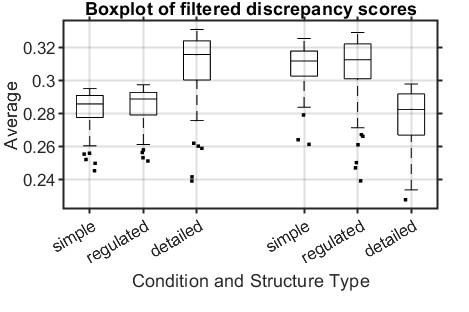 Boxplot of filtered discrepancy scores
0.32
0.3
0.28
0.26
0.24
Average
simple
regulated
detailed
simple
regulated
detailed
Condition and Structure Type